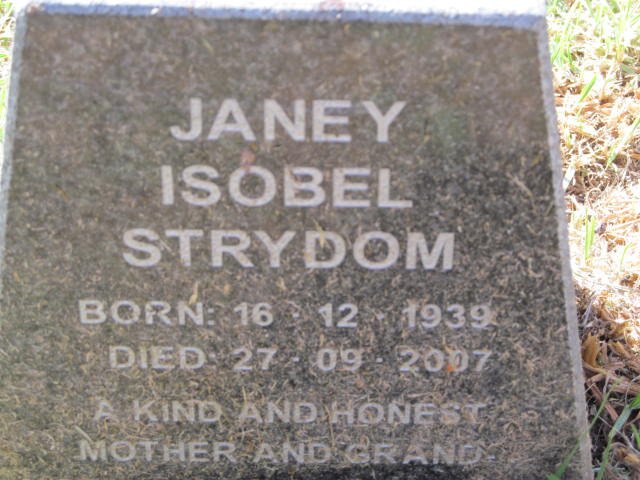 JANEY
ISOBEL
STRYDOM
BORN: 16 · 12 · 1939
DIED: 27 · 09 · 2007
A KIND AND HONEST
MOTHER AND GRAND-